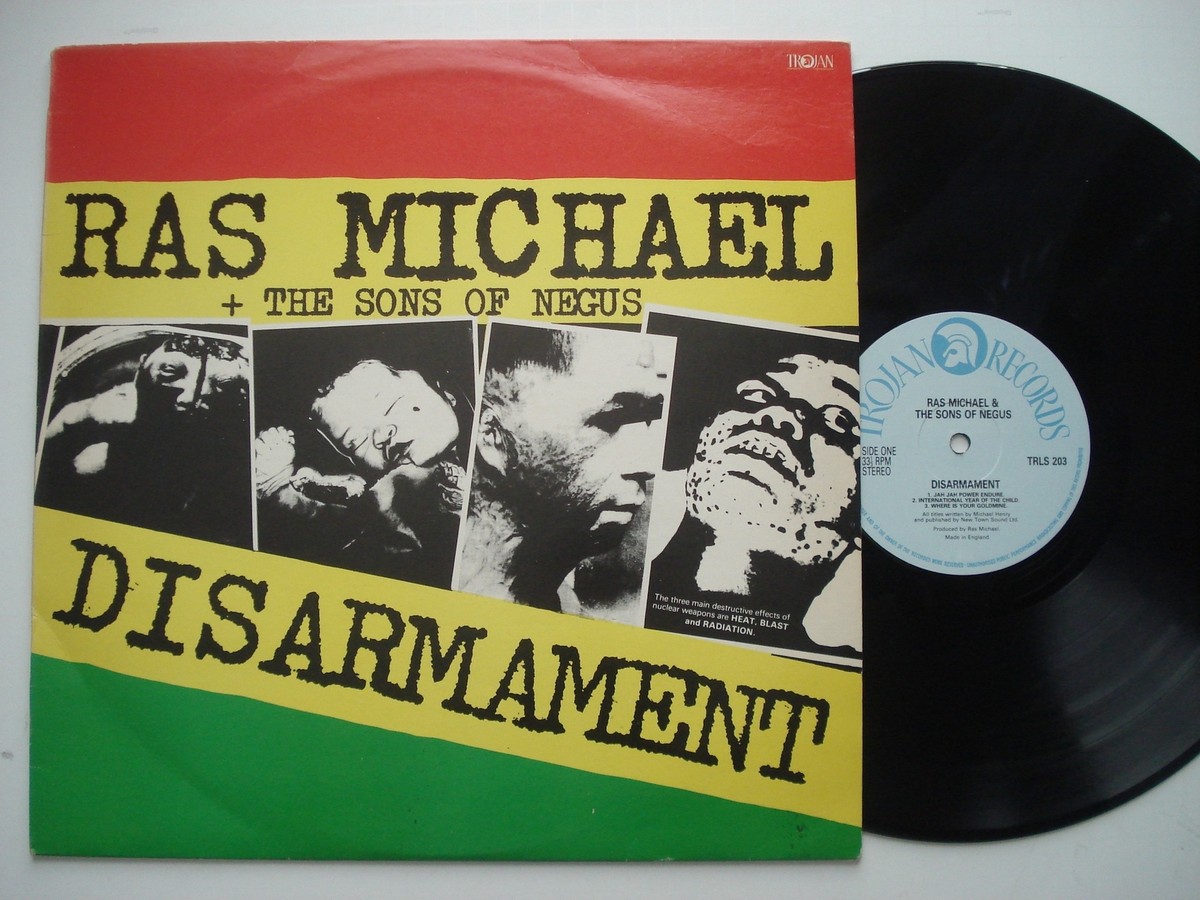 TROJAN
RAS MICHAEL
+ THE SONS OF NEGUS
The three main destructive effects of
nuclear weapons are HEAT, BLAST
and RADIATION.
DISARMAMENT
TROJAN RECORDS
RAS MICHAEL &
THE SONS OF NEGUS
SIDE ONE
33⅓ RPM
STEREO
TRLS 203
DISARMAMENT
1. JAH JAH POWER ENDURE.
2. INTERNATIONAL YEAR OF THE CHILD.
3. WHERE IS YOUR GOLDMINE.
All titles written by Michael Henry
and published by New Town Sound Ltd.
Produced by Ras Michael
Made in England